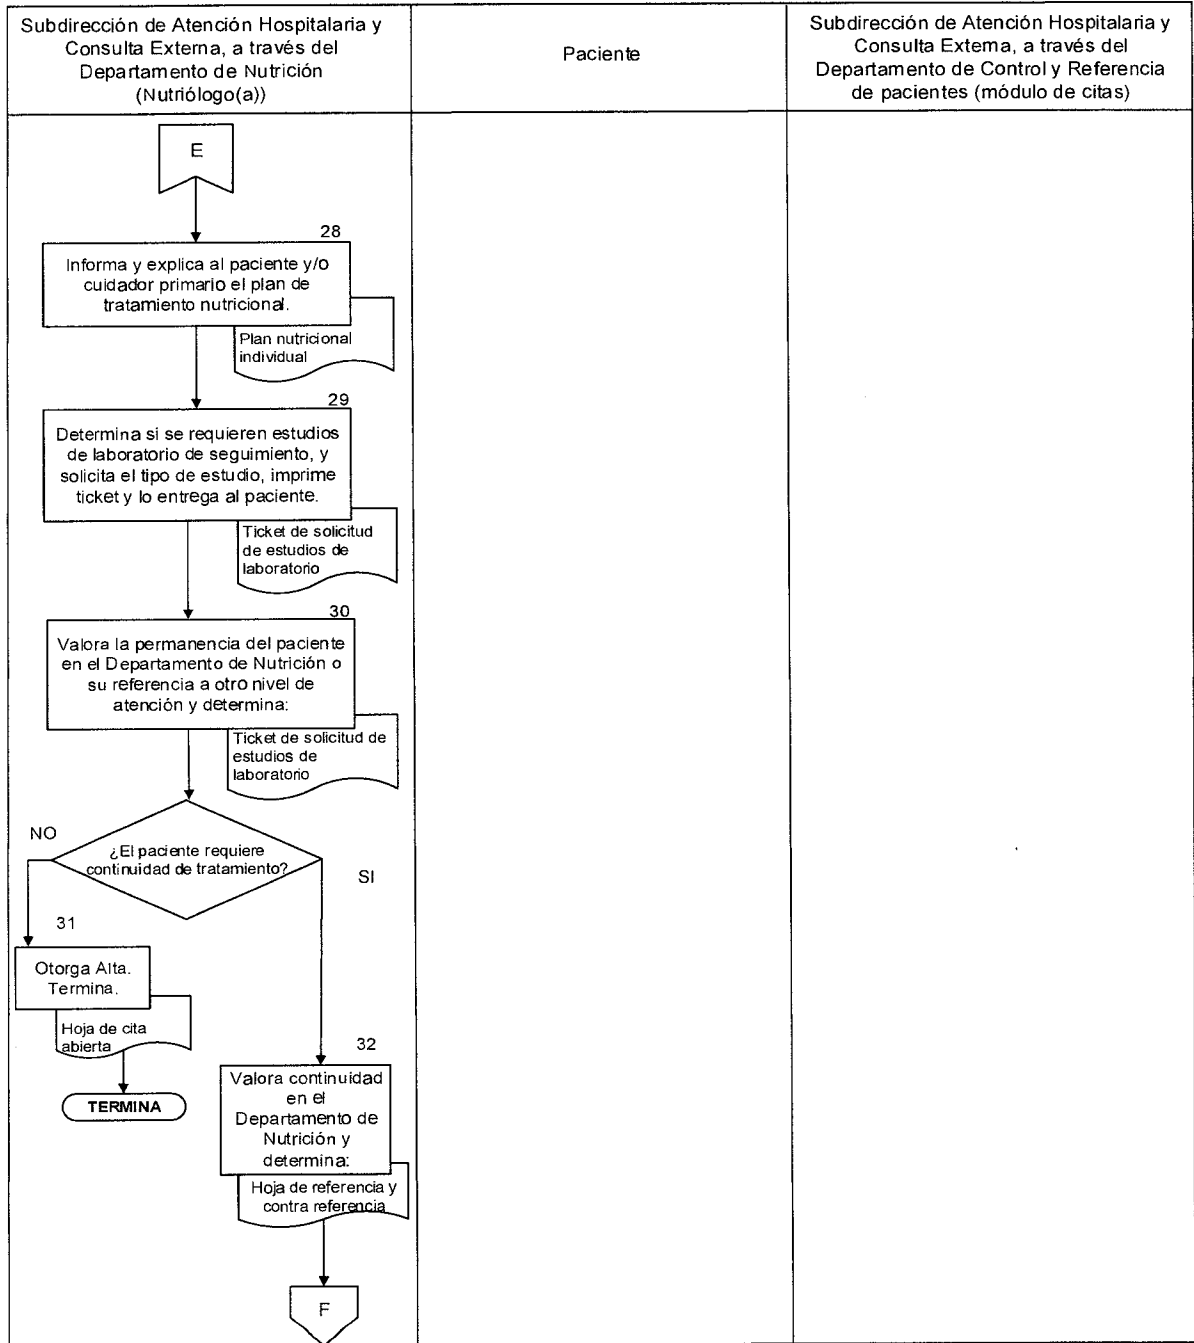 Subdirección de Atención Hospitalaria y
Consulta Externa, a través del
Departamento de Nutrición
(Nutriólogo(a))
Paciente
Subdirección de Atención Hospitalaria y
Consulta Externa, a través del
Departamento de Control y Referencia
de pacientes (módulo de citas)
E
28
Informa y explica al paciente y/o
cuidador primario el plan de
tratamiento nutricional.
Plan nutricional
individual
29
Determina si se requieren estudios
de laboratorio de seguimiento, y
solicita el tipo de estudio, imprime
ticket y lo entrega al paciente.
Ticket de solicitud
de estudios de
laboratorio
30
Valora la permanencia del paciente
en el Departamento de Nutrición o
su referencia a otro nivel de
atención y determina:
Ticket de solicitud de
estudios de
laboratorio
NO
¿El paciente requiere
continuidad de tratamiento?
SI
31
Otorga Alta.
Termina.
Hoja de cita
abierta
TERMINA
32
Valora continuidad
en el
Departamento de
Nutrición y
determina:
Hoja de referencia y
contra referencia
F